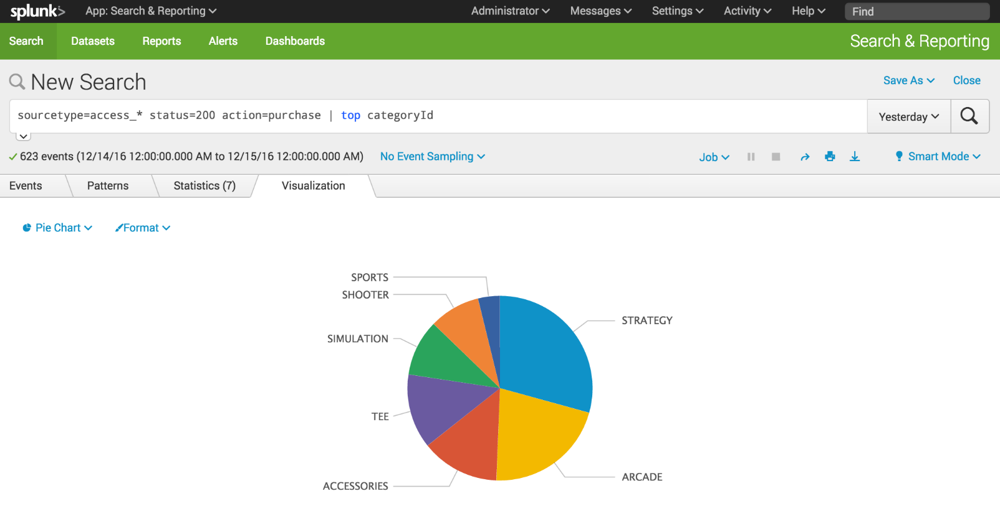 splunk> App: Search & Reporting Administrator Messages Settings Activity Help Find
Search Datasets Reports Alerts Dashboards Search & Reporting
New Search Save As Close
sourcetype=access_* status=200 action=purchase | top categoryId Yesterday
623 events (12/14/16 12:00:00.000 AM to 12/15/16 12:00:00.000 AM) No Event Sampling Job Smart Mode
Events Patterns Statistics (7) Visualization
Pie Chart Format
SPORTS
SHOOTER
STRATEGY
SIMULATION
TEE
ARCADE
ACCESSORIES